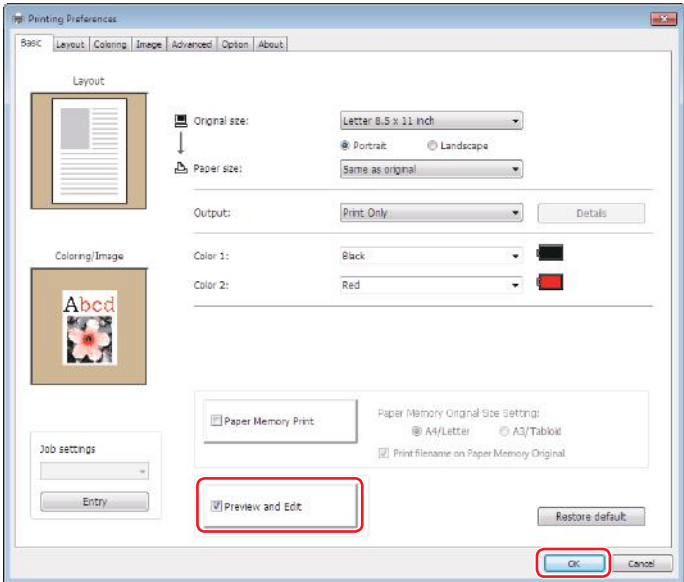 Printing Preferences
Basic Layout Coloring Image Advanced Option About
Layout
Original size: Letter 8.5 x 11 inch
Portrait Landscape
Paper size: Same as original
Output: Print Only Details
Coloring/Image
Color 1: Black
Color 2: Red
Abcd
Paper Memory Print
Paper Memory Original Size Setting:
A4/Letter A3/Tabloid
Print filename on Paper Memory Original
Job settings
Entry
Preview and Edit
Restore default
OK Cancel